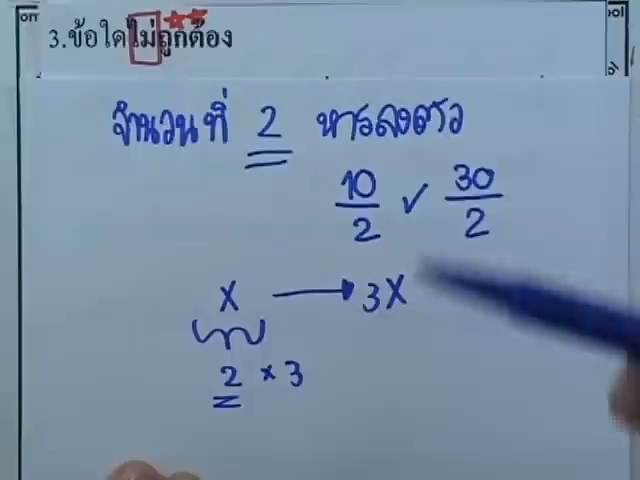 3.ข้อใดไม่ถูกต้อง
จำนวนที่ 2 หารลงตัว
10/2 ✓ 30/2
x → 3x
2 × 3